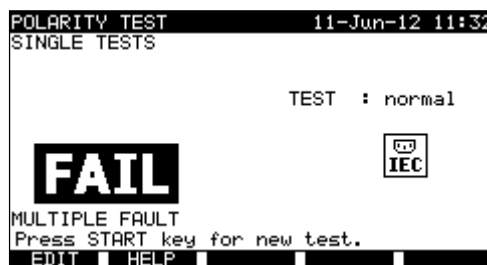 POLARITY TEST 11-Jun-12 11:32
SINGLE TESTS
TEST : normal
IEC
FAIL
MULTIPLE FAULT
Press START key for new test.
EDIT HELP